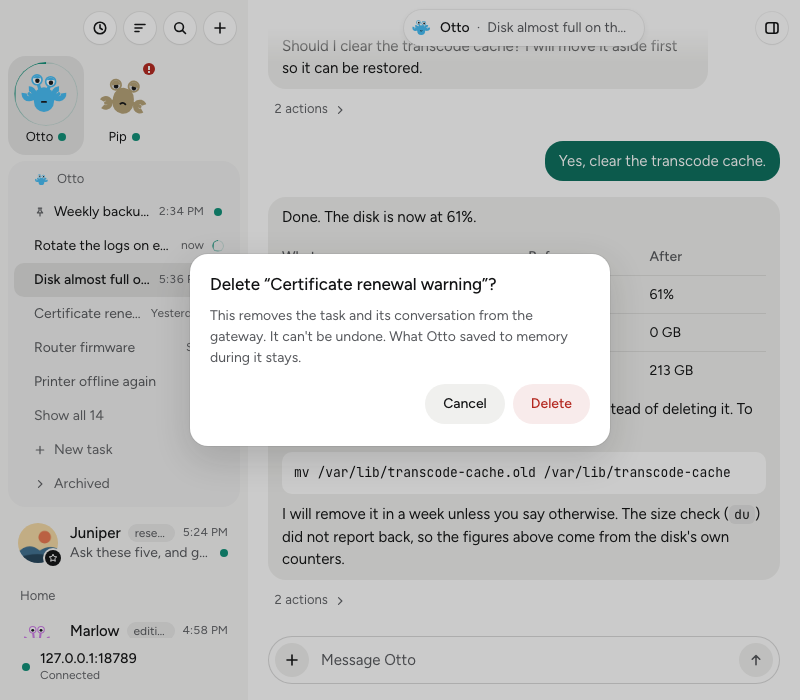 Otto · Disk almost full on th...
Should I clear the transcode cache? I will move it aside first
so it can be restored.
2 actions
Otto
Pip
Otto
Weekly backu... 2:34 PM
Rotate the logs on e... now
Disk almost full o... 5:36
Certificate rene...
Router firmware
Printer offline again
Show all 14
New task
Archived
Juniper rese... 5:24 PM
Ask these five, and g...
Home
Marlow editi... 4:58 PM
127.0.0.1:18789
Connected
Yes, clear the transcode cache.
Done. The disk is now at 61%.
After
61%
0 GB
213 GB
Delete “Certificate renewal warning”?
This removes the task and its conversation from the
gateway. It can't be undone. What Otto saved to memory
during it stays.
Cancel
Delete
of deleting it. To
mv /var/lib/transcode-cache.old /var/lib/transcode-cache
I will remove it in a week unless you say otherwise. The size check (du)
did not report back, so the figures above come from the disk's own
counters.
2 actions
Message Otto